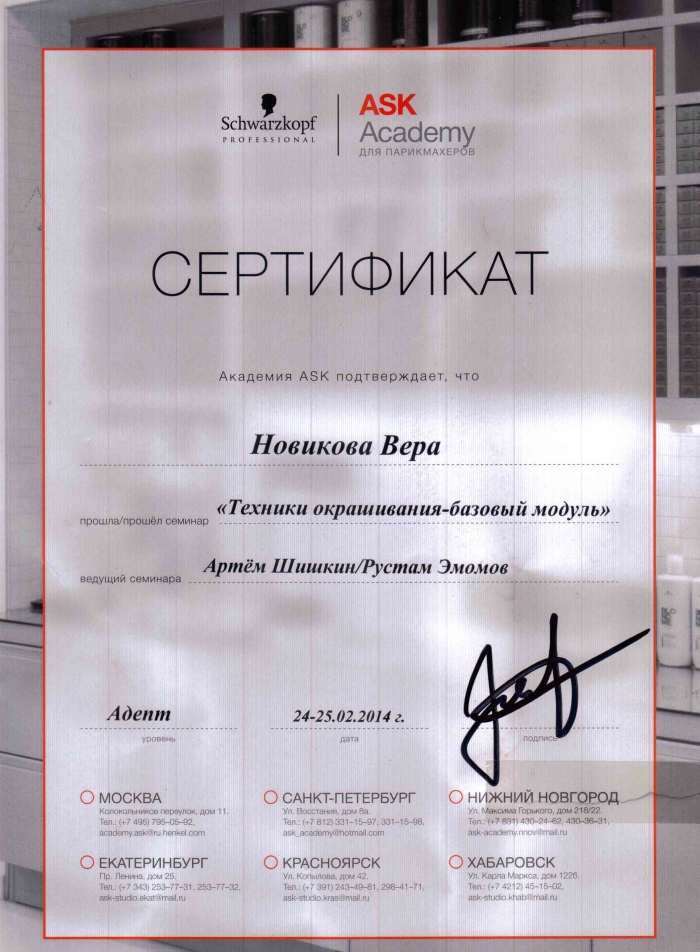 Schwarzkopf
PROFESSIONAL
ASK
Academy
ДЛЯ ПАРИКМАХЕРОВ
СЕРТИФИКАТ
Академия ASK подтверждает, что
Новикова Вера
прошла/прошёл семинар «Техники окрашивания-базовый модуль»
ведущий семинара Артём Шишкин/Рустам Эмомов
Адепт
уровень
24-25.02.2014 г.
дата
подпись
МОСКВА
Колокольников переулок, дом 11.
Тел.: (+7 495) 795–05–92,
academy.ask@ru.henkel.com
САНКТ-ПЕТЕРБУРГ
Ул. Восстания, дом 8а.
Тел.: (+7 812) 331–15–97, 331–15–98,
ask_academy@hotmail.com
НИЖНИЙ НОВГОРОД
Ул. Максима Горького, дом 218/22.
Тел.: (+7 831) 430–24–62, 430–36–31,
ask-academy.nnov@mail.ru
ЕКАТЕРИНБУРГ
Пр. Ленина, дом 25.
Тел.: (+7 343) 253–77–31, 253–77–32,
ask-studio.ekat@mail.ru
КРАСНОЯРСК
Ул. Копылова, дом 42.
Тел.: (+7 391) 243–49–81, 298–41–71,
ask-studio.kras@mail.ru
ХАБАРОВСК
Ул. Карла Маркса, дом 122б.
Тел.: (+7 4212) 45–15–02,
ask-studio.khab@mail.ru